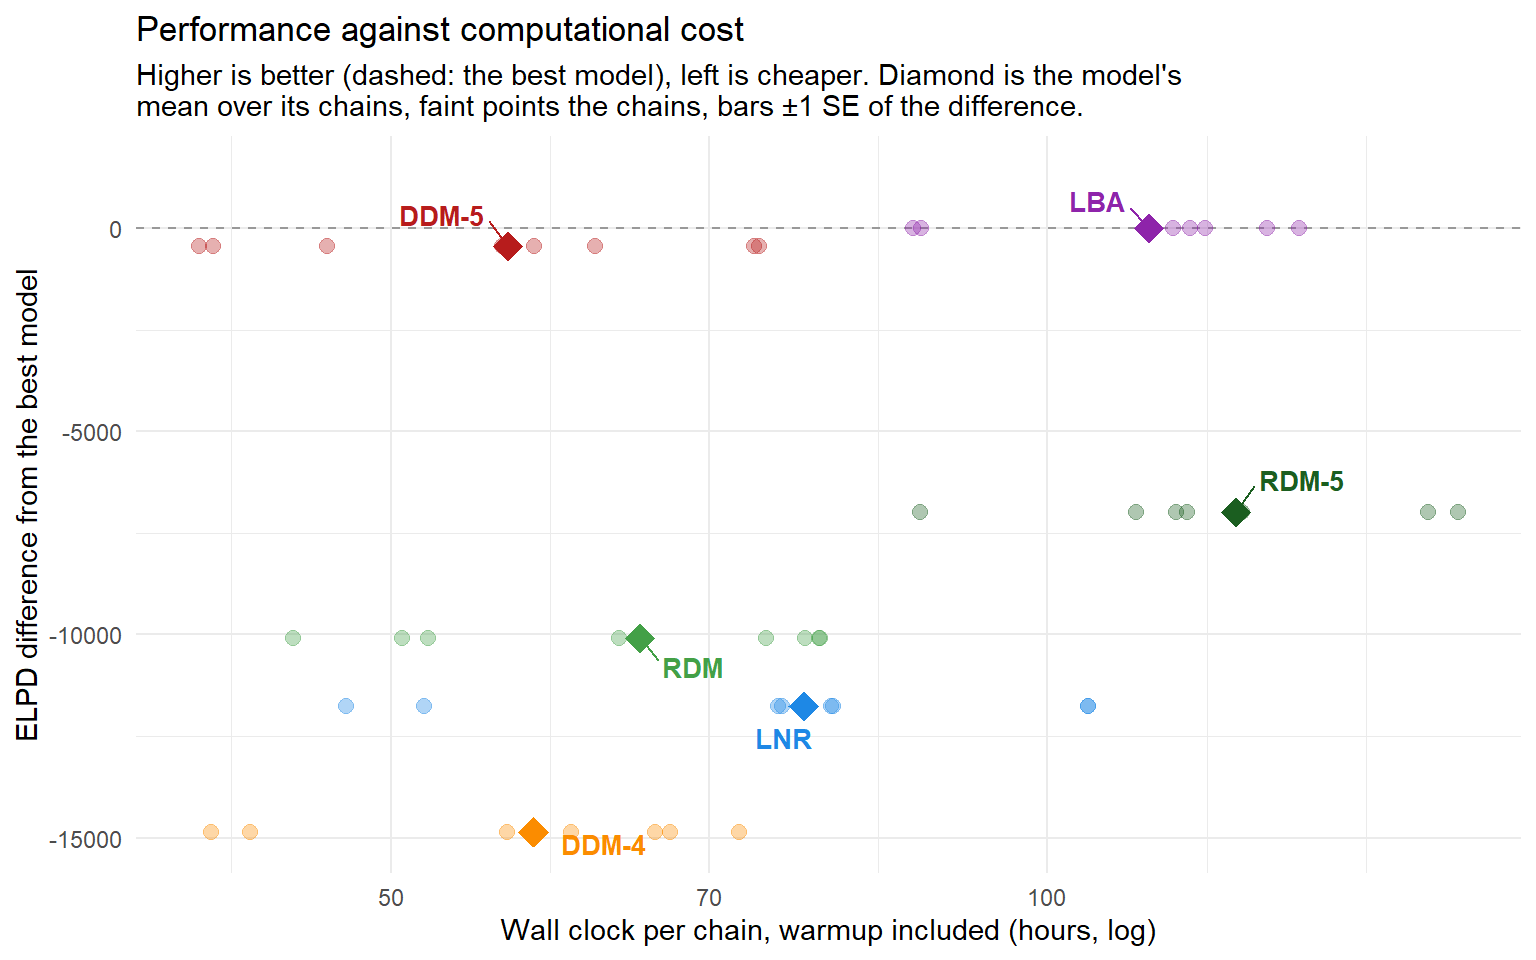 Performance against computational cost
Higher is better (dashed: the best model), left is cheaper. Diamond is the model's
mean over its chains, faint points the chains, bars ±1 SE of the difference.
ELPD difference from the best model
0
-5000
-10000
-15000
DDM-5
LBA
RDM-5
RDM
LNR
DDM-4
50
70
100
Wall clock per chain, warmup included (hours, log)